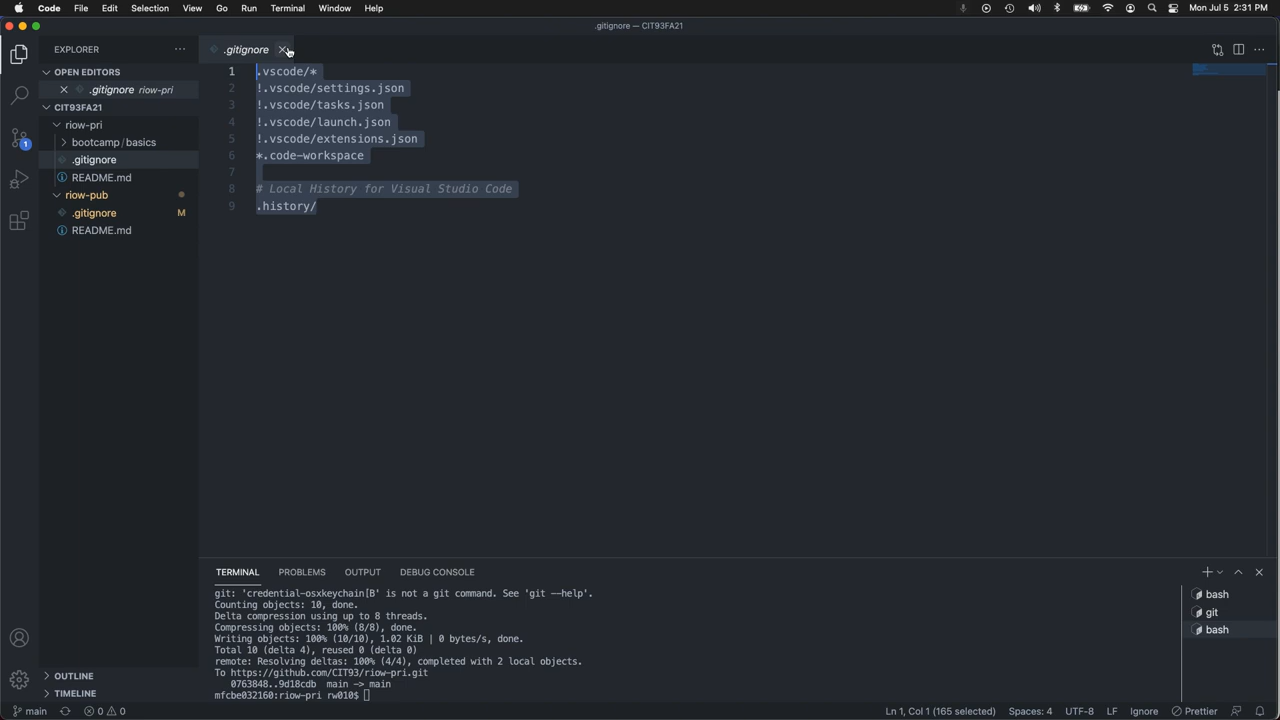 Code File Edit Selection View Go Run Terminal Window Help Mon Jul 5 2:31 PM
.gitignore — CIT93FA21
EXPLORER
.gitignore
OPEN EDITORS
.gitignore riow-pri
CIT93FA21
riow-pri
bootcamp / basics
.gitignore
README.md
riow-pub
.gitignore M
README.md
1 .vscode/*
2 !.vscode/settings.json
3 !.vscode/tasks.json
4 !.vscode/launch.json
5 !.vscode/extensions.json
6 *.code-workspace
7
8 # Local History for Visual Studio Code
9 .history/
1
TERMINAL PROBLEMS OUTPUT DEBUG CONSOLE
git: 'credential-osxkeychain[B' is not a git command. See 'git --help'.
Counting objects: 10, done.
Delta compression using up to 8 threads.
Compressing objects: 100% (8/8), done.
Writing objects: 100% (10/10), 1.02 KiB | 0 bytes/s, done.
Total 10 (delta 4), reused 0 (delta 0)
remote: Resolving deltas: 100% (4/4), completed with 2 local objects.
To https://github.com/CIT93/riow-pri.git
0763848..9d18cdb main -> main
mfcbe032160:riow-pri rw010$
bash
git
bash
OUTLINE
TIMELINE
main 0 0 Ln 1, Col 1 (165 selected) Spaces: 4 UTF-8 LF Ignore Prettier